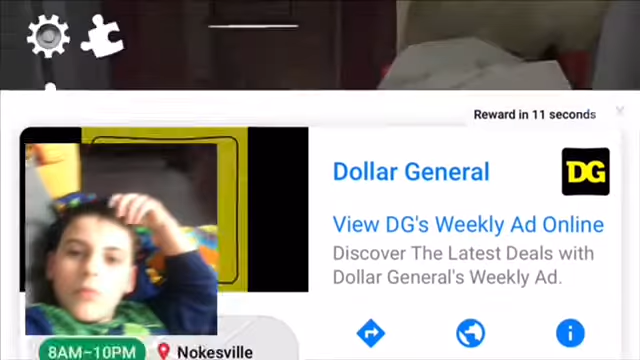 Reward in 11 seconds
Dollar General
DG
View DG's Weekly Ad Online
Discover The Latest Deals with
Dollar General's Weekly Ad.
8AM–10PM
Nokesville